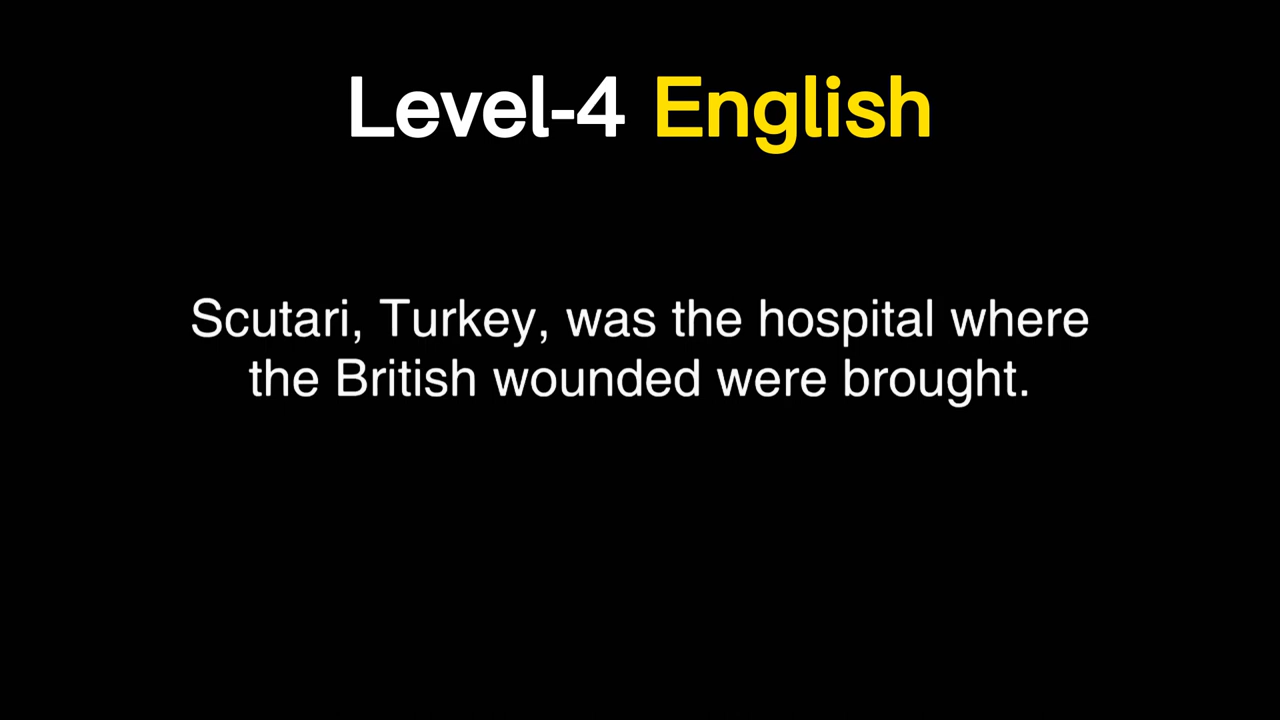 Level-4 English
Scutari, Turkey, was the hospital where
the British wounded were brought.